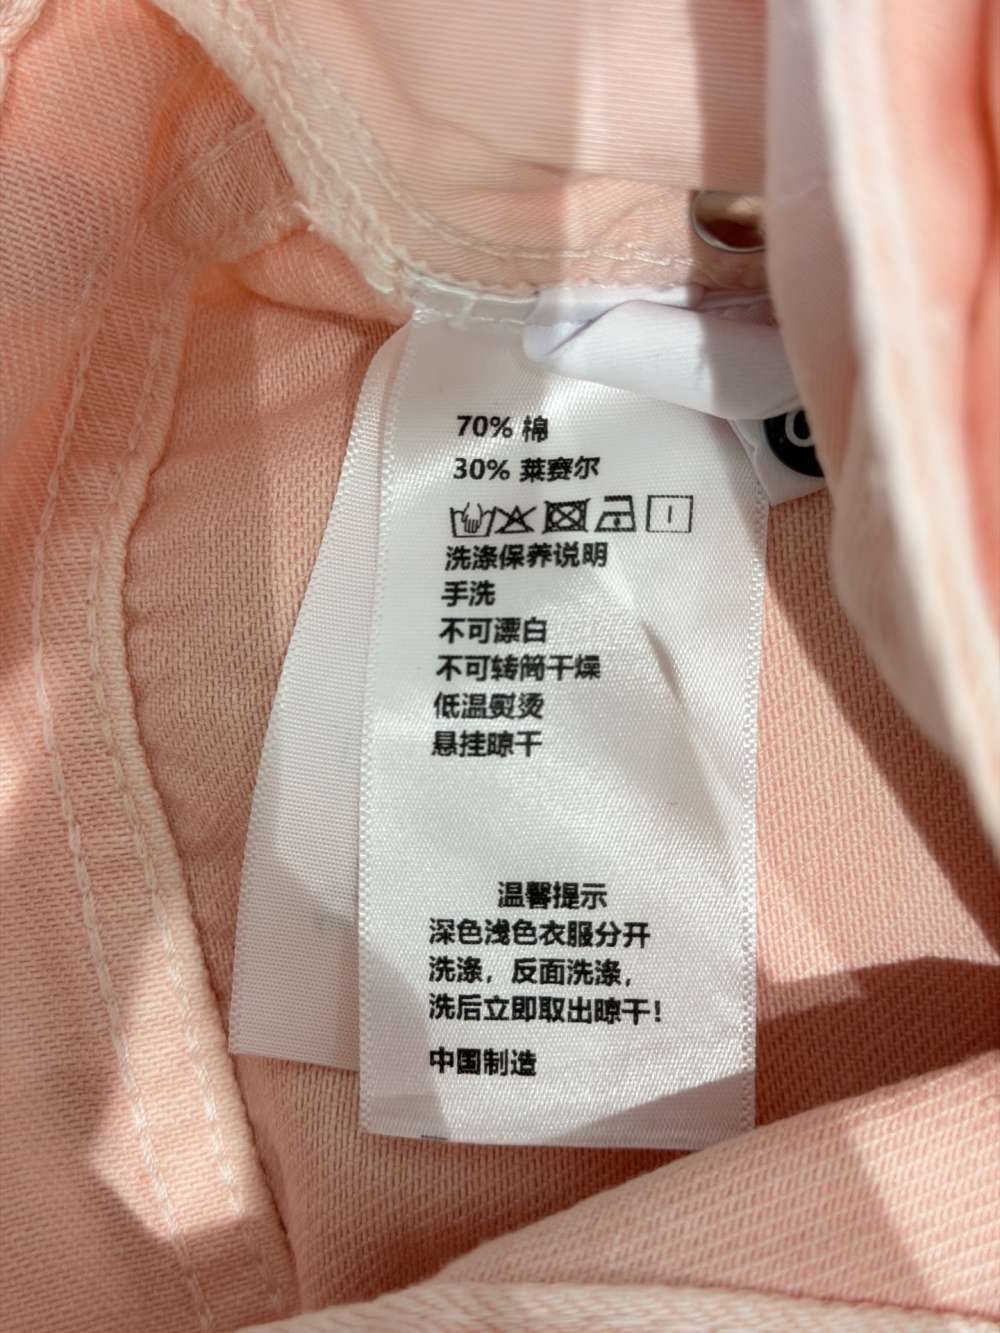 70% 棉
30% 莱赛尔
洗涤保养说明
手洗
不可漂白
不可转筒干燥
低温熨烫
悬挂晾干
温馨提示
深色浅色衣服分开
洗涤，反面洗涤，
洗后立即取出晾干！
中国制造